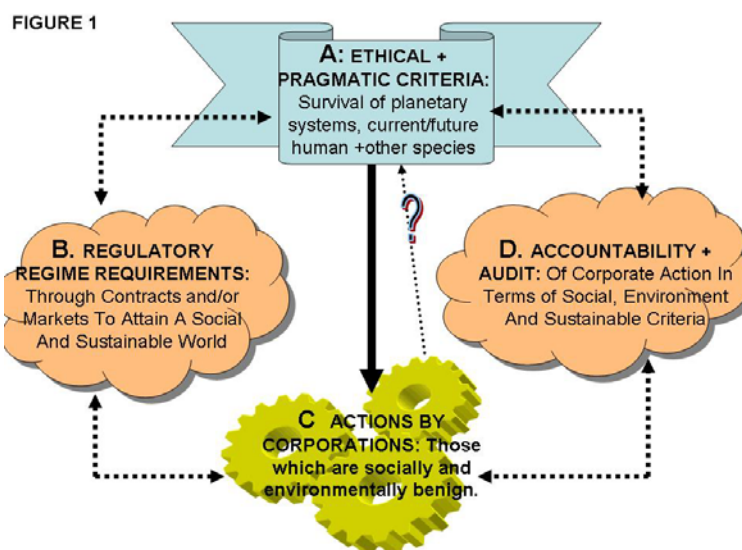 FIGURE 1
A: ETHICAL +
PRAGMATIC CRITERIA:
Survival of planetary
systems, current/future
human +other species
?
B. REGULATORY
REGIME REQUIREMENTS:
Through Contracts and/or
Markets To Attain A Social
And Sustainable World
D. ACCOUNTABILITY +
AUDIT: Of Corporate Action In
Terms of Social, Environment
And Sustainable Criteria
C ACTIONS BY
CORPORATIONS: Those
which are socially and
environmentally benign.